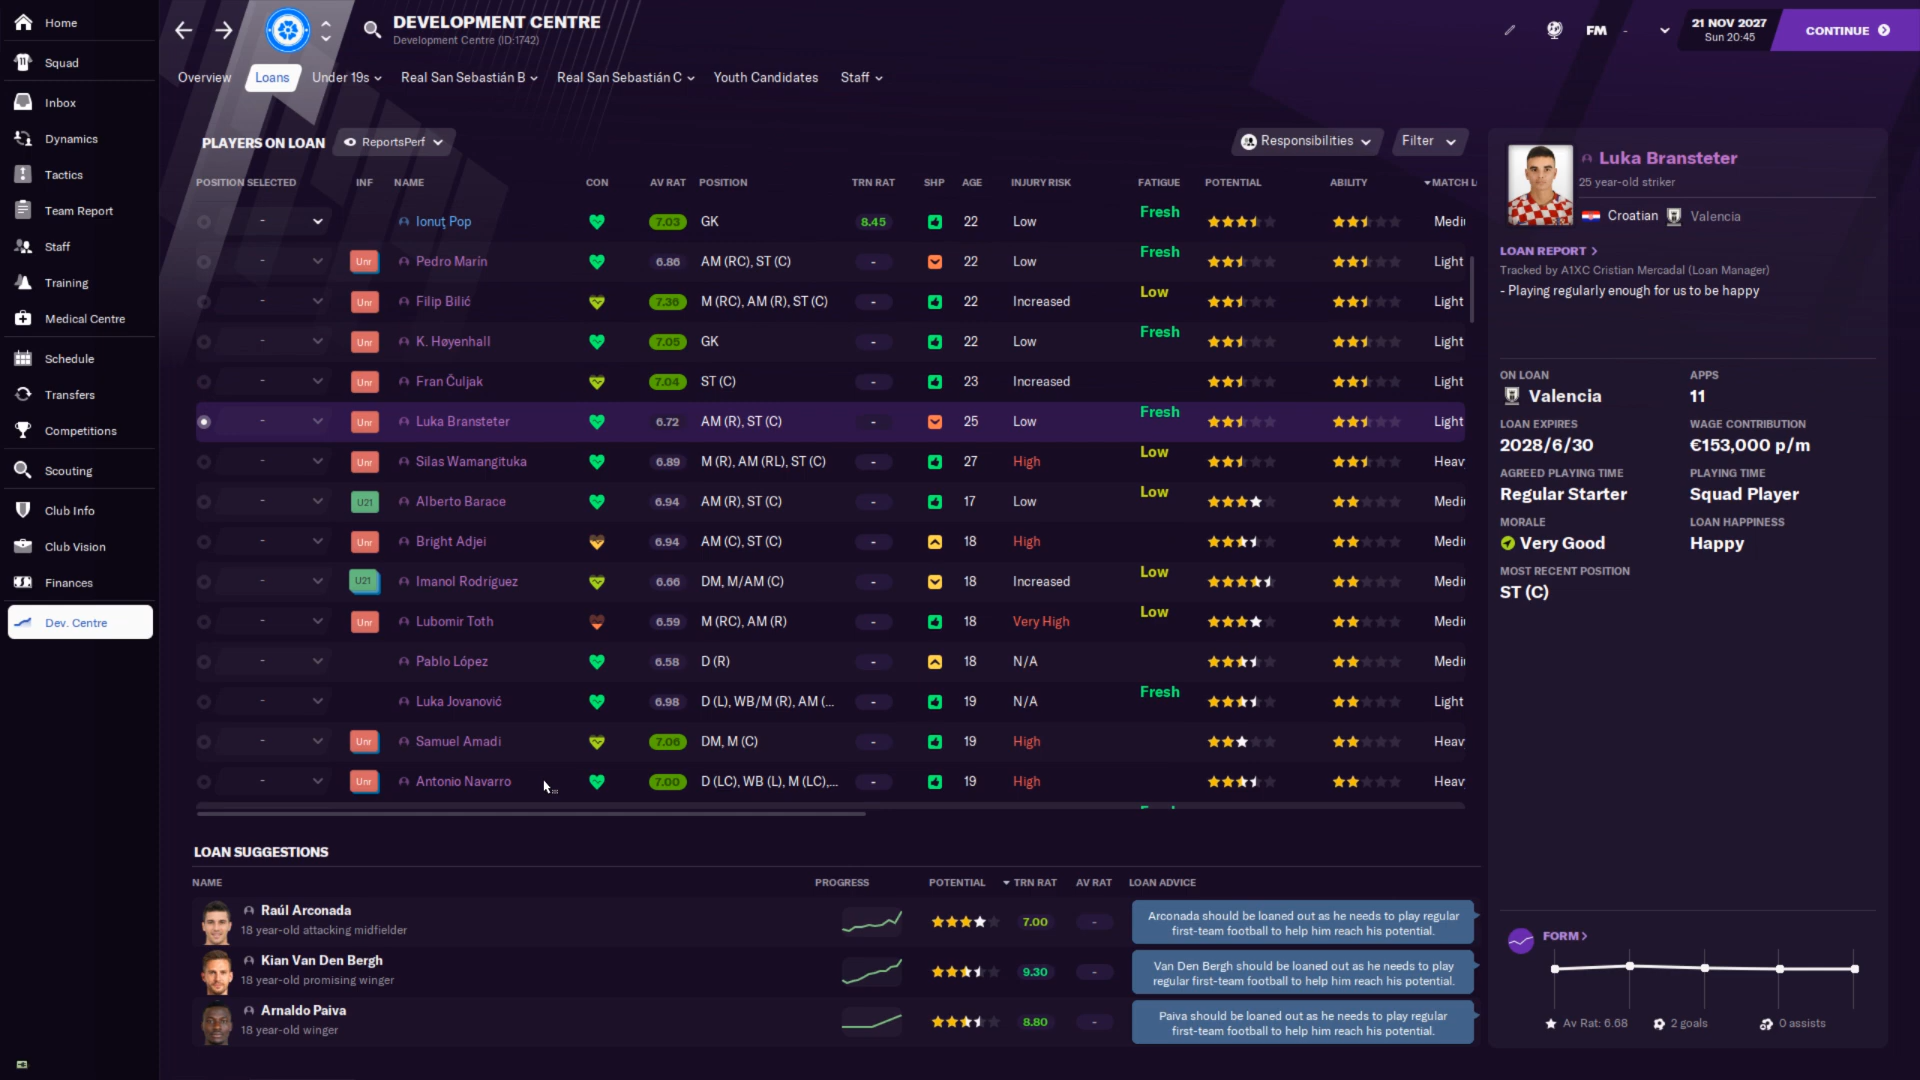 Home
Squad
Inbox
Dynamics
Tactics
Team Report
Staff
Training
Medical Centre
Schedule
Transfers
Competitions
Scouting
Club Info
Club Vision
Finances
Dev. Centre
DEVELOPMENT CENTRE
Development Centre (ID:1742)
FM -
21 NOV 2027
Sun 20:45
CONTINUE
Overview Loans Under 19s Real San Sebastián B Real San Sebastián C Youth Candidates Staff
PLAYERS ON LOAN ReportsPerf Responsibilities Filter
POSITION SELECTED INF NAME CON AV RAT POSITION TRN RAT SHP AGE INJURY RISK FATIGUE POTENTIAL ABILITY MATCH L
- Ionuț Pop 7.03 GK 8.45 22 Low Fresh Medi
- Unr Pedro Marín 6.86 AM (RC), ST (C) - 22 Low Fresh Light
- Unr Filip Bilić 7.36 M (RC), AM (R), ST (C) - 22 Increased Low Light
- Unr K. Høyenhall 7.05 GK - 22 Low Fresh Light
- Unr Fran Čuljak 7.04 ST (C) - 23 Increased Light
- Unr Luka Bransteter 6.72 AM (R), ST (C) - 25 Low Fresh Light
- Unr Silas Wamangituka 6.89 M (R), AM (RL), ST (C) - 27 High Low Heav
- U21 Alberto Barace 6.94 AM (R), ST (C) - 17 Low Low Medi
- Unr Bright Adjei 6.94 AM (C), ST (C) - 18 High Medi
- U21 Imanol Rodríguez 6.66 DM, M/AM (C) - 18 Increased Low Medi
- Unr Lubomir Toth 6.59 M (RC), AM (R) - 18 Very High Low Medi
- Pablo López 6.58 D (R) - 18 N/A Medi
- Luka Jovanović 6.98 D (L), WB/M (R), AM (... - 19 N/A Fresh Light
- Unr Samuel Amadi 7.06 DM, M (C) - 19 High Heav
- Unr Antonio Navarro 7.00 D (LC), WB (L), M (LC),... - 19 High Heav
Fresh
LOAN SUGGESTIONS
NAME PROGRESS POTENTIAL TRN RAT AV RAT LOAN ADVICE
Raúl Arconada
18 year-old attacking midfielder
7.00 -
Arconada should be loaned out as he needs to play regular
first-team football to help him reach his potential.
Kian Van Den Bergh
18 year-old promising winger
9.30 -
Van Den Bergh should be loaned out as he needs to play
regular first-team football to help him reach his potential.
Arnaldo Paiva
18 year-old winger
8.80 -
Paiva should be loaned out as he needs to play regular
first-team football to help him reach his potential.
Luka Bransteter
25 year-old striker
Croatian Valencia
LOAN REPORT >
Tracked by A1XC Cristian Mercadal (Loan Manager)
- Playing regularly enough for us to be happy
ON LOAN APPS
Valencia 11
LOAN EXPIRES WAGE CONTRIBUTION
2028/6/30 €153,000 p/m
AGREED PLAYING TIME PLAYING TIME
Regular Starter Squad Player
MORALE LOAN HAPPINESS
Very Good Happy
MOST RECENT POSITION
ST (C)
FORM >
Av Rat: 6.68 2 goals 0 assists